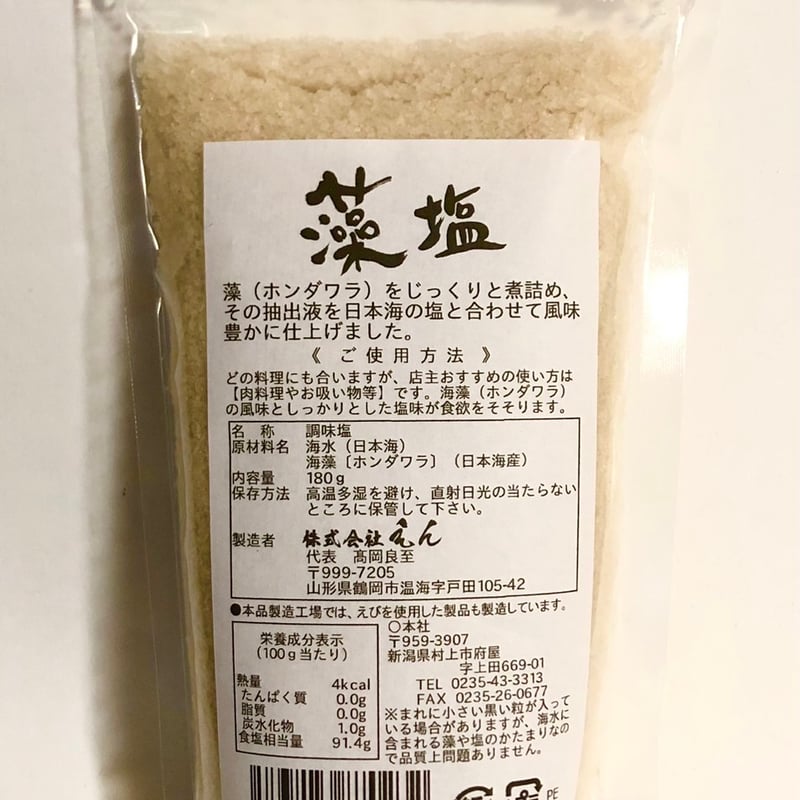 藻塩
藻（ホンダワラ）をじっくりと煮詰め、
その抽出液を日本海の塩と合わせて風味
豊かに仕上げました。
《 ご使用方法 》
どの料理にも合いますが、店主おすすめの使い方は
【肉料理やお吸い物等】です。海藻（ホンダワラ）
の風味としっかりとした塩味が食欲をそそります。
名　称　調味塩
原材料名　海水（日本海）
海藻〔ホンダワラ〕（日本海産）
内容量　180g
保存方法　高温多湿を避け、直射日光の当たらない
ところに保管して下さい。
製造者　株式会社えん
代表　髙岡良至
〒999-7205
山形県鶴岡市温海字戸田105-42
●本品製造工場では、えびを使用した製品も製造しています。
栄養成分表示
（100g当たり）
熱量　4kcal
たんぱく質　0.0g
脂質　0.0g
炭水化物　1.0g
食塩相当量　91.4g
○本社
〒959-3907
新潟県村上市府屋
字上田669-01
TEL 0235-43-3313
FAX 0235-26-0677
※まれに小さい黒い粒が入って
いる場合がありますが、海水に
含まれる藻や塩のかたまりなの
で品質上問題ありません。
PE